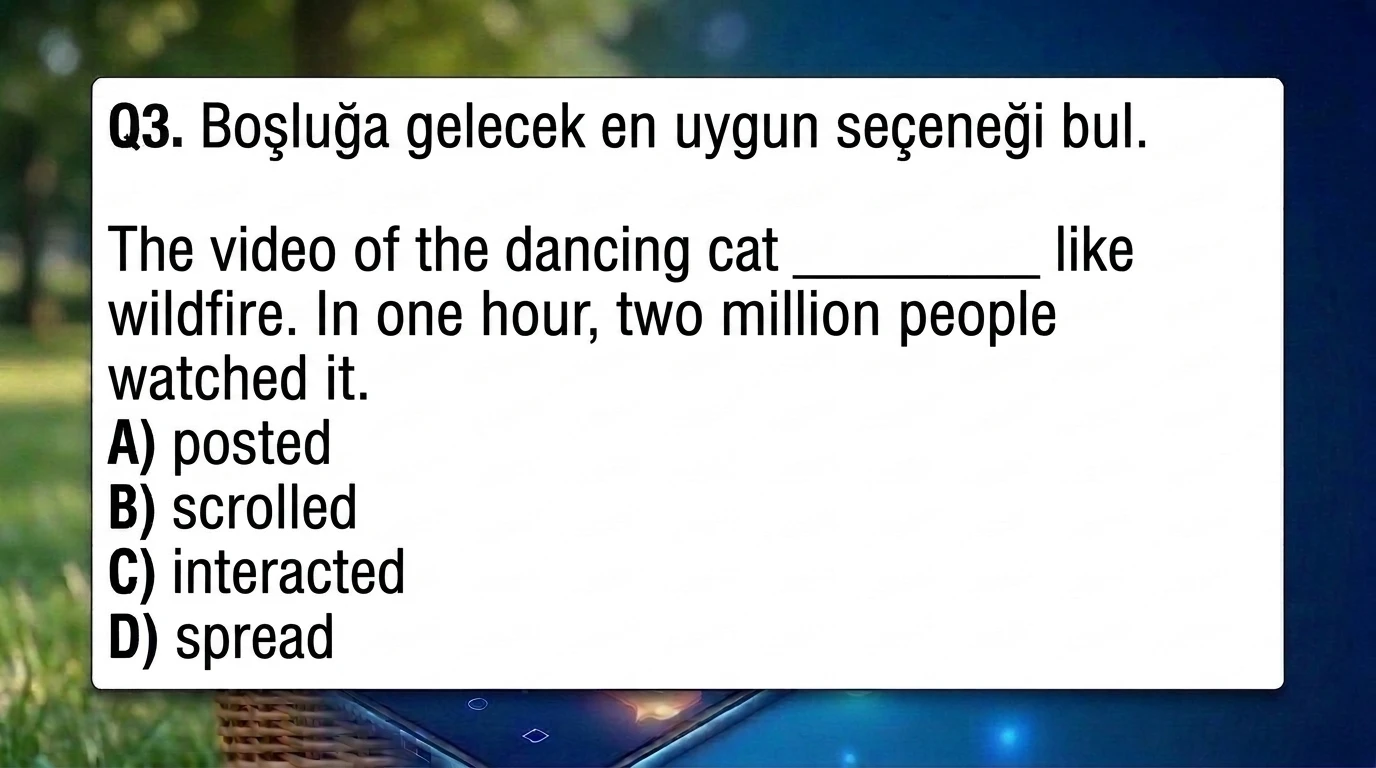 Q3. Boşluğa gelecek en uygun seçeneği bul.
The video of the dancing cat _________ like
wildfire. In one hour, two million people
watched it.
A) posted
B) scrolled
C) interacted
D) spread